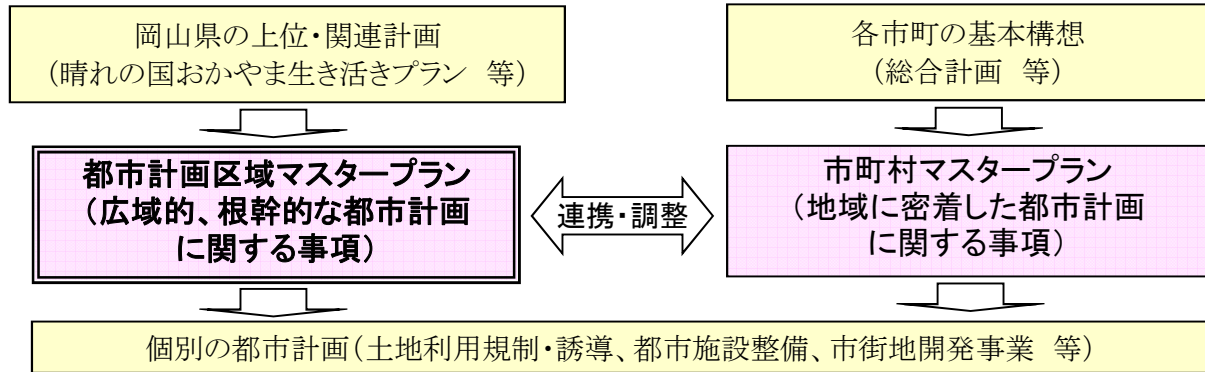 岡山県の上位・関連計画
（晴れの国おかやま生き活きプラン 等）
各市町の基本構想
（総合計画 等）
都市計画区域マスタープラン
（広域的、根幹的な都市計画
に関する事項）
連携・調整
市町村マスタープラン
（地域に密着した都市計画
に関する事項）
個別の都市計画（土地利用規制・誘導、都市施設整備、市街地開発事業 等）